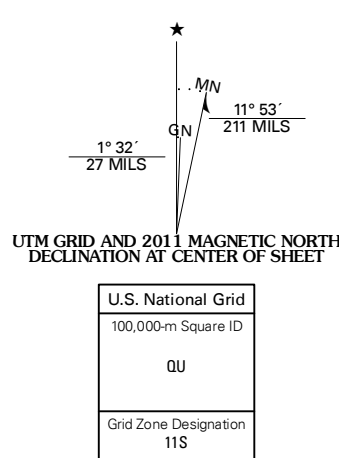 ★
MN
11° 53´
211 MILS
GN
1° 32´
27 MILS
UTM GRID AND 2011 MAGNETIC NORTH
DECLINATION AT CENTER OF SHEET
U.S. National Grid
100,000-m Square ID
QU
Grid Zone Designation
11S